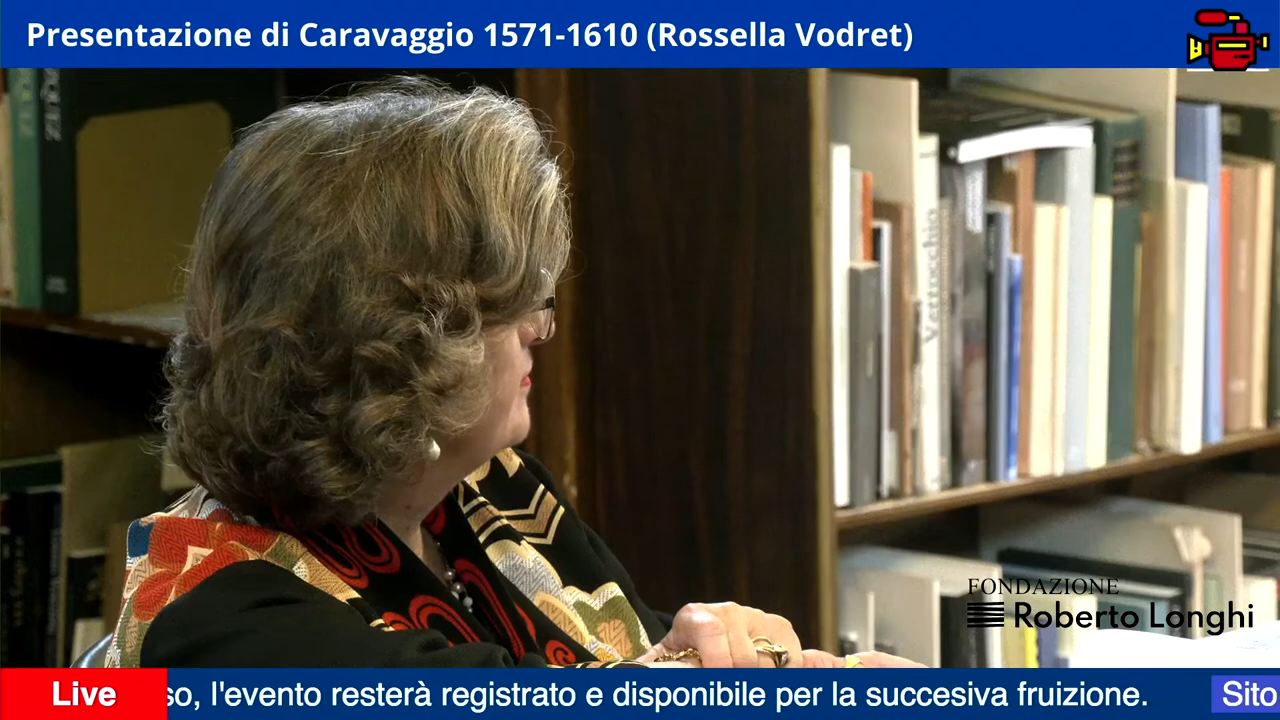 Presentazione di Caravaggio 1571-1610 (Rossella Vodret)
Verrocchio
FONDAZIONE
Roberto Longhi
Live
so, l'evento resterà registrato e disponibile per la succesiva fruizione.
Sito